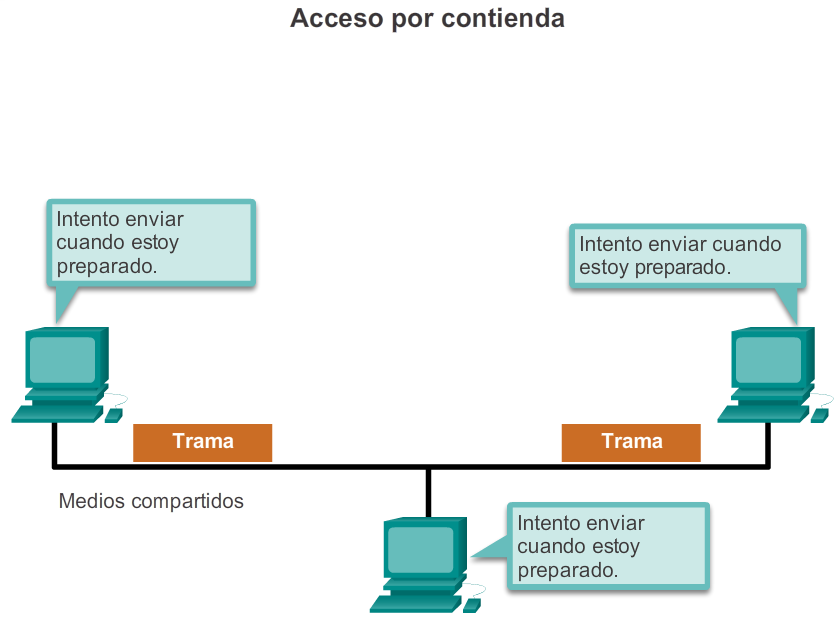 Acceso por contienda
Intento enviar
cuando estoy
preparado.
Intento enviar cuando
estoy preparado.
Trama
Trama
Medios compartidos
Intento enviar
cuando estoy
preparado.